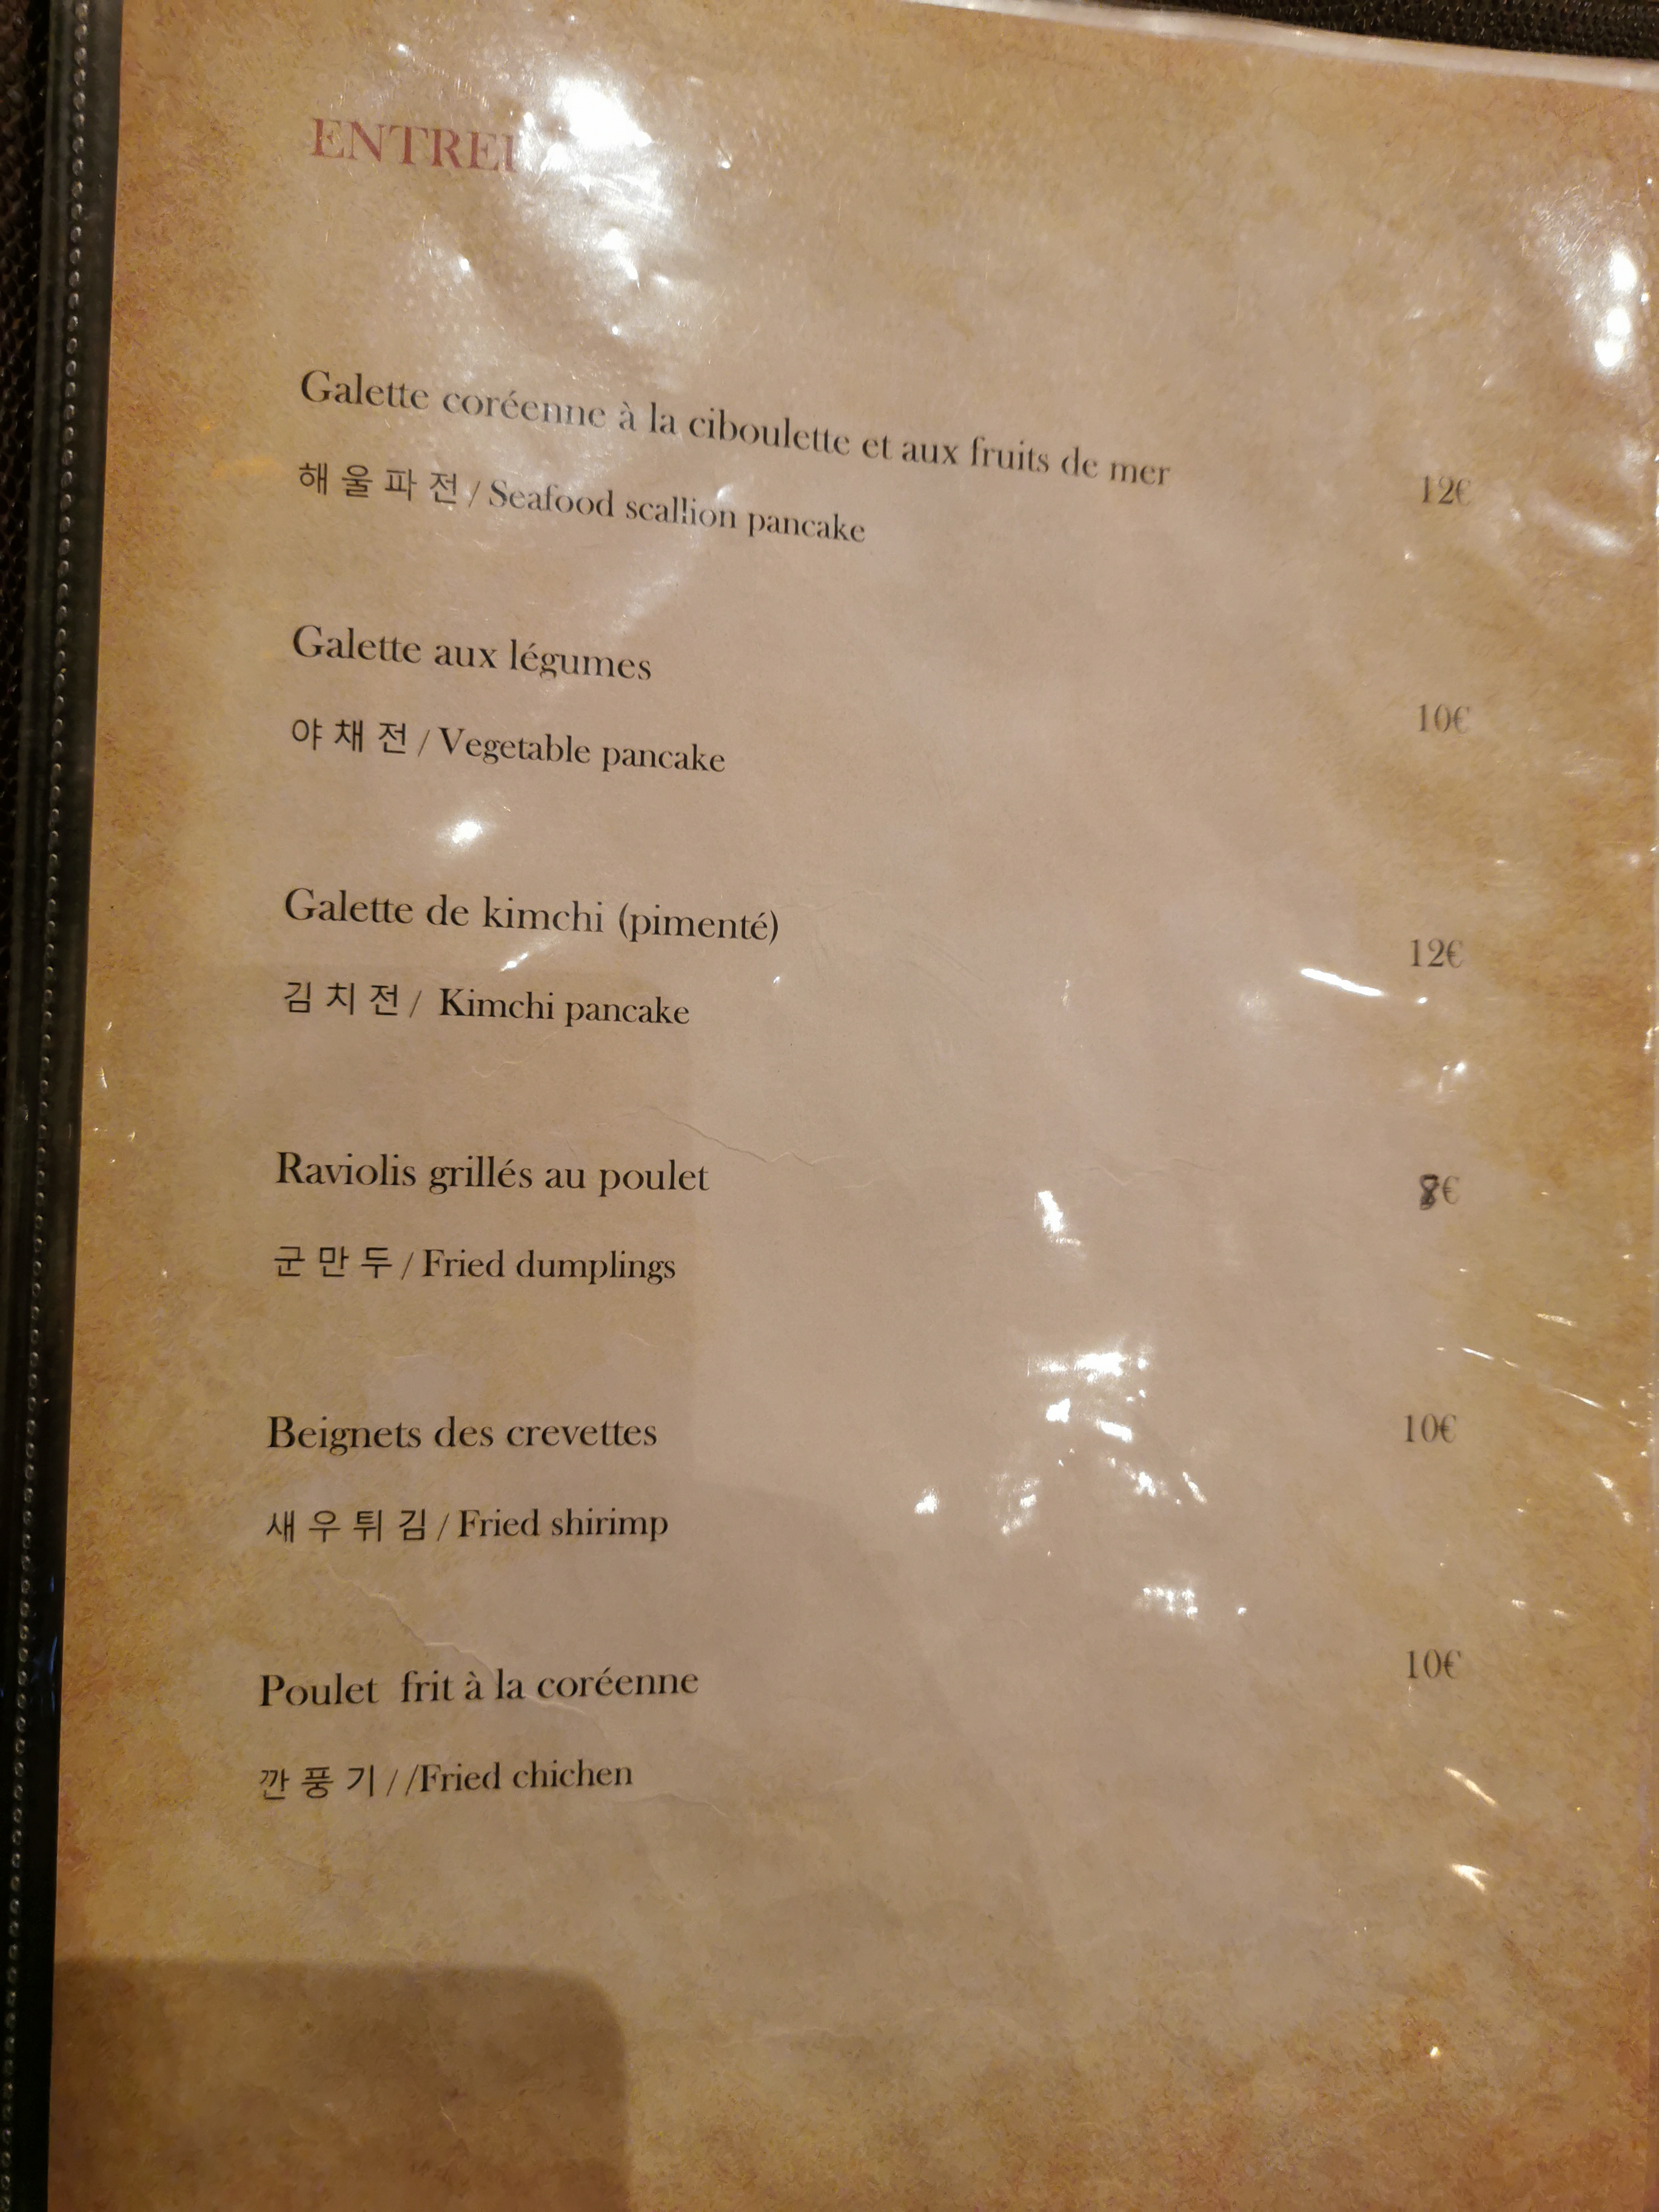 Galette coréenne à la ciboulette et aux fruits de mer 12€
해울파전 / Seafood scallion pancake
Galette aux légumes 10€
야채전 / Vegetable pancake
Galette de kimchi (pimenté) 12€
김치전 / Kimchi pancake
Raviolis grillés au poulet 8€
군만두 / Fried dumplings
Beignets des crevettes 10€
새우튀김 / Fried shirimp
Poulet frit à la coréenne 10€
깐풍기 / /Fried chichen